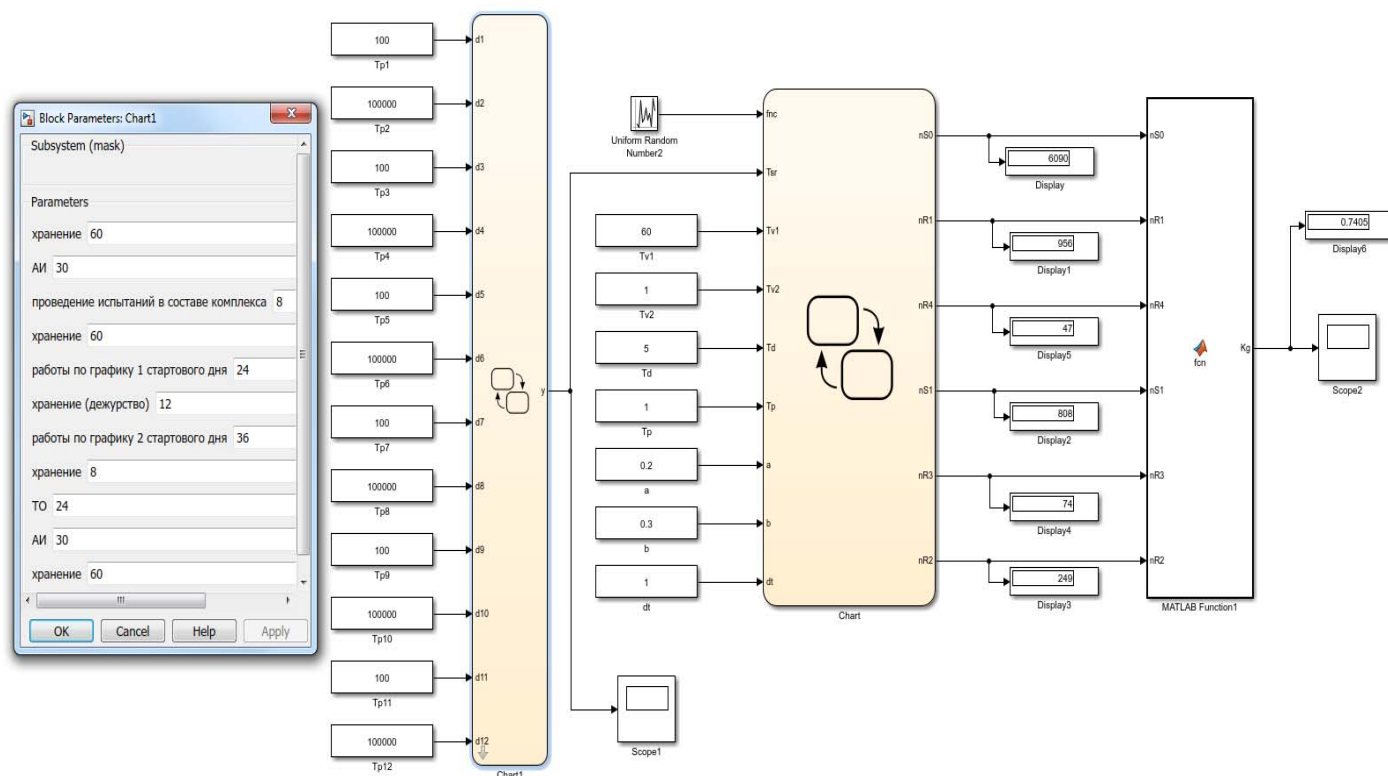 Block Parameters: Chart1
Subsystem (mask)
Parameters
хранение 60
АИ 30
проведение испытаний в составе комплекса 8
хранение 60
работы по графику 1 стартового дня 24
хранение (дежурство) 12
работы по графику 2 стартового дня 36
хранение 8
ТО 24
АИ 30
хранение 60
OK Cancel Help Apply
100 d1
Tp1
100000 d2
Tp2
100 d3
Tp3
100000 d4
Tp4
100 d5
Tp5
100000 d6
Tp6
100 d7
Tp7
100000 d8
Tp8
100 d9
Tp9
100000 d10
Tp10
100 d11
Tp11
100000 d12
Tp12
y
Chart1
Scope1
Uniform Random
Number2
fnc
Tsr
60 Tv1
Tv1
1 Tv2
Tv2
5 Td
Td
1 Tp
Tp
0.2 a
a
0.3 b
b
1 dt
dt
Chart
nS0 nS0
6090
Display
nR1 nR1
956
Display1
nR4 nR4
47
Display5
nS1 nS1
808
Display2
nR3 nR3
74
Display4
nR2 nR2
249
Display3
fcn
Kg
MATLAB Function1
0.7405
Display6
Scope2